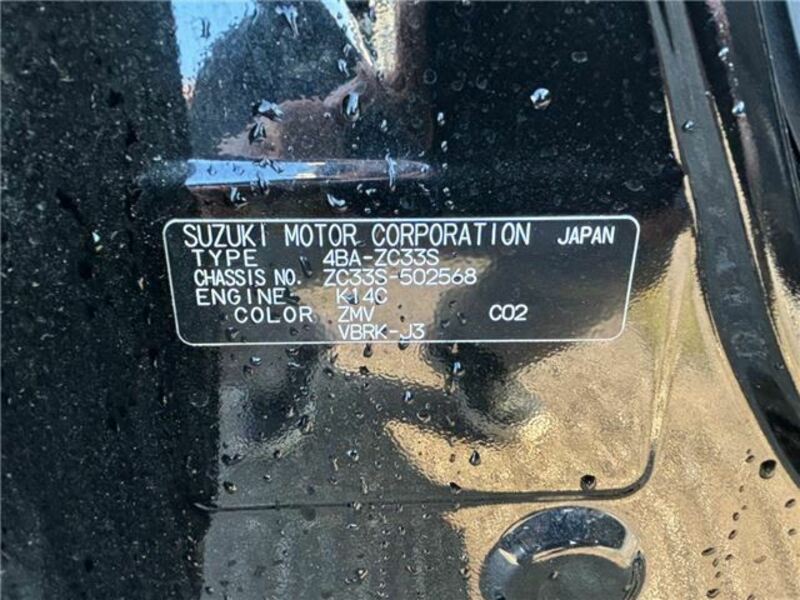 SUZUKI MOTOR CORPORATION JAPAN
TYPE 4BA-ZC33S
CHASSIS NO. ZC33S-502568
ENGINE K14C
COLOR ZMV C02
VBRK-J3